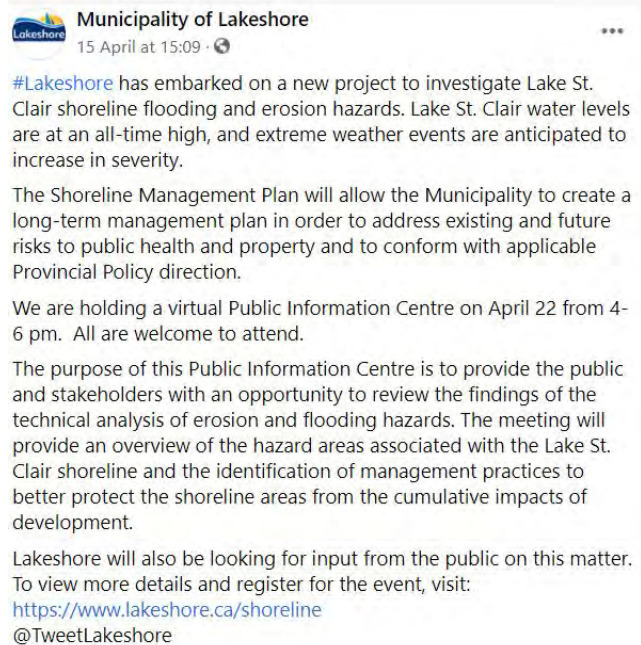 Lakeshore
Municipality of Lakeshore
15 April at 15:09 ·
#Lakeshore has embarked on a new project to investigate Lake St.
Clair shoreline flooding and erosion hazards. Lake St. Clair water levels
are at an all-time high, and extreme weather events are anticipated to
increase in severity.
The Shoreline Management Plan will allow the Municipality to create a
long-term management plan in order to address existing and future
risks to public health and property and to conform with applicable
Provincial Policy direction.
We are holding a virtual Public Information Centre on April 22 from 4-
6 pm.  All are welcome to attend.
The purpose of this Public Information Centre is to provide the public
and stakeholders with an opportunity to review the findings of the
technical analysis of erosion and flooding hazards. The meeting will
provide an overview of the hazard areas associated with the Lake St.
Clair shoreline and the identification of management practices to
better protect the shoreline areas from the cumulative impacts of
development.
Lakeshore will also be looking for input from the public on this matter.
To view more details and register for the event, visit:
https://www.lakeshore.ca/shoreline
@TweetLakeshore